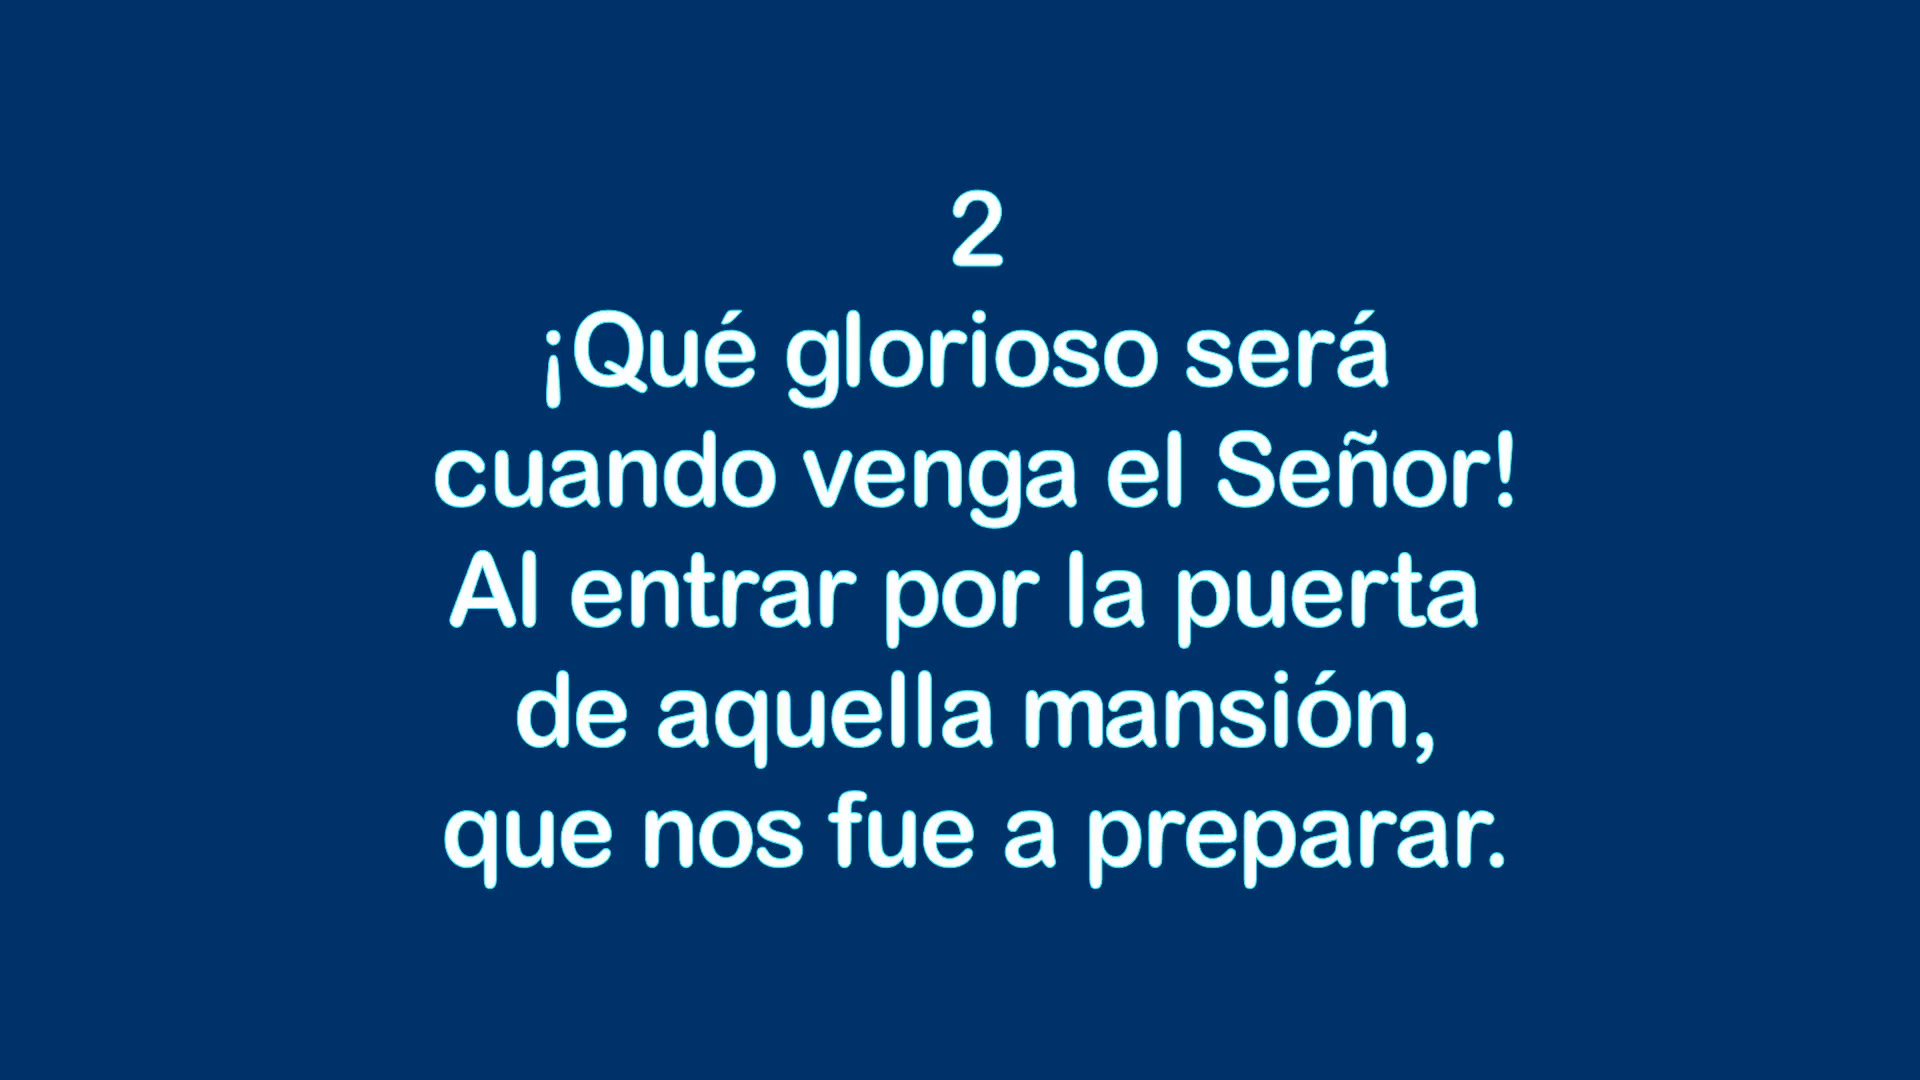 2
¡Qué glorioso será
cuando venga el Señor!
Al entrar por la puerta
de aquella mansión,
que nos fue a preparar.